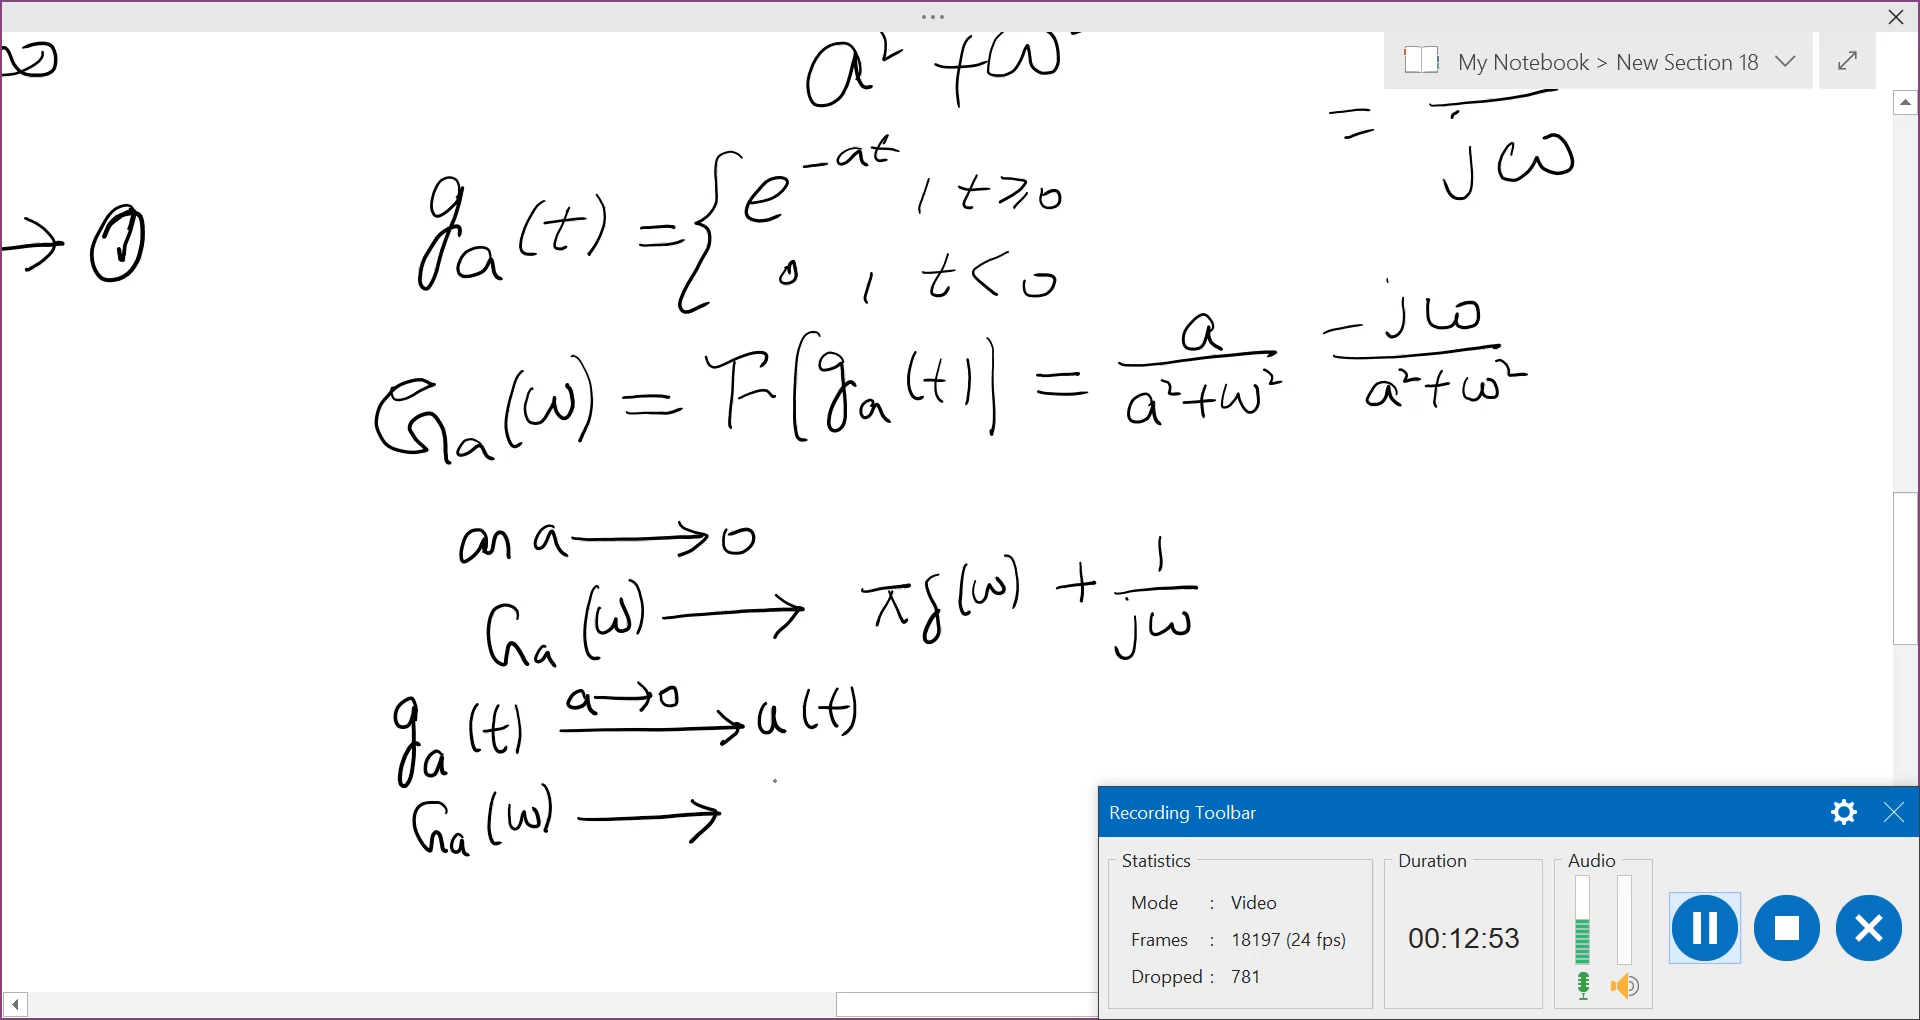 My Notebook > New Section 18
∞
a² + ω²
= 
jω
→ ①
g_a(t) = { e^{-at} , t ≥ 0
0 , t < 0
G_a(ω) = F[g_a(t)] = a/(a²+ω²) - jω/(a²+ω²)
as a → 0
G_a(ω) → πδ(ω) + 1/jω
g_a(t) a→0 → u(t)
G_a(ω) →
Recording Toolbar
Statistics
Mode : Video
Frames : 18197 (24 fps)
Dropped : 781
Duration
00:12:53
Audio